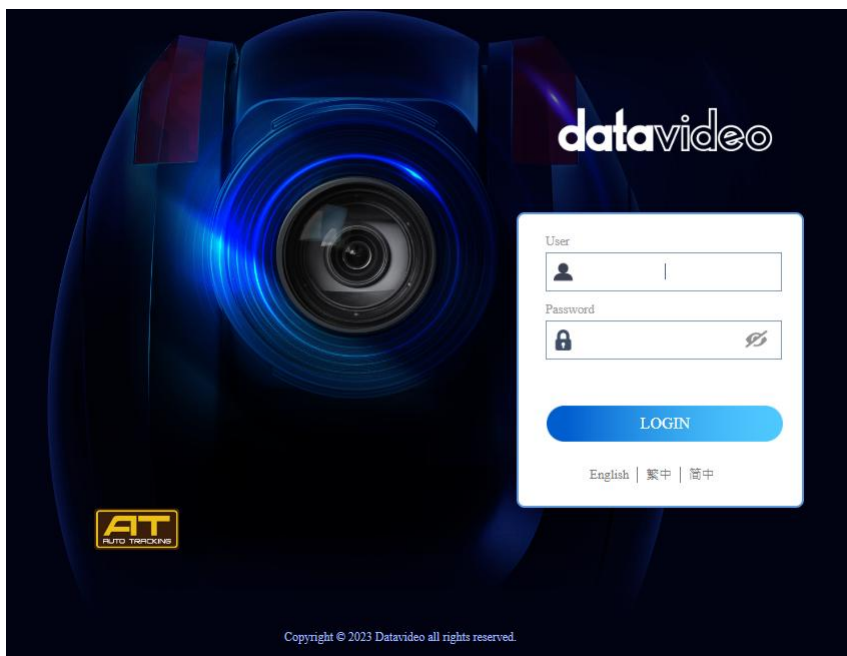 datavideo
User
Password
LOGIN
English | 繁中 | 简中
AT
AUTO TRACKING
Copyright © 2023 Datavideo all rights reserved.